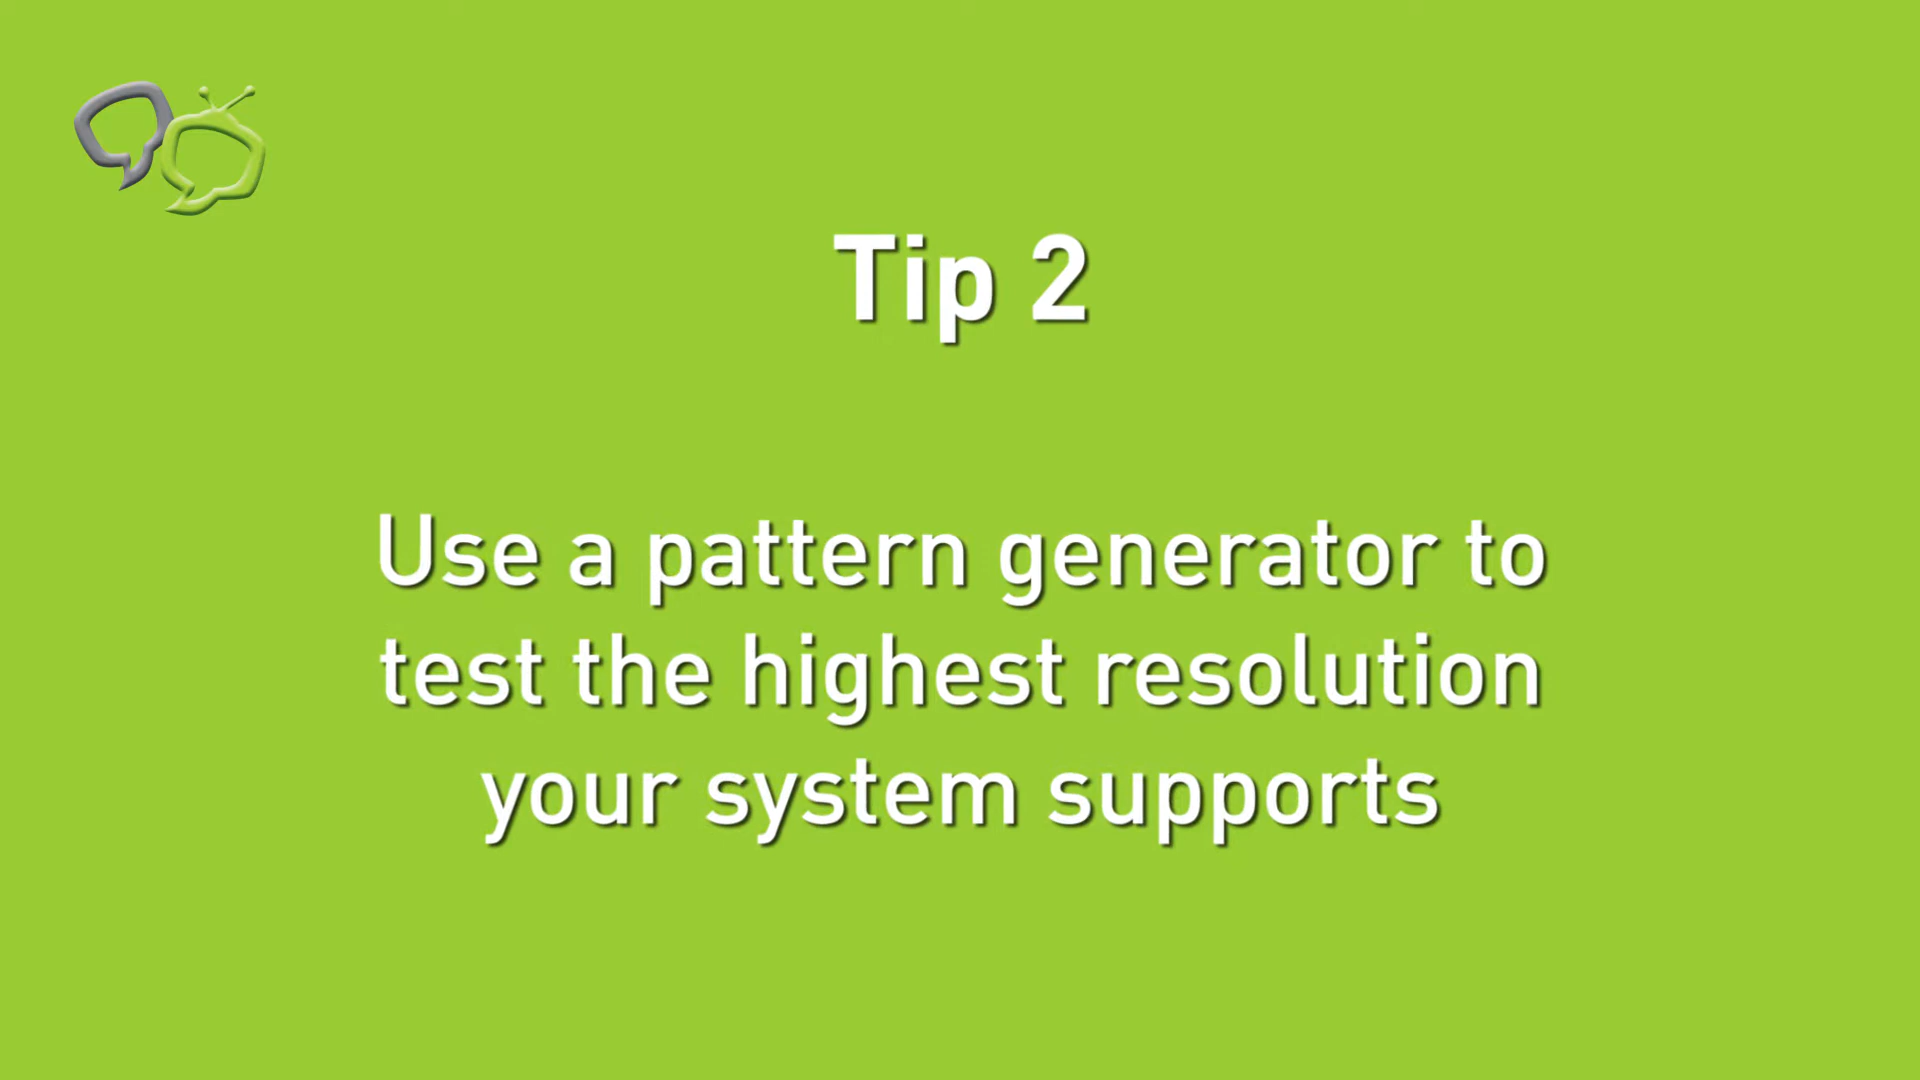 Tip 2
Use a pattern generator to
test the highest resolution
your system supports